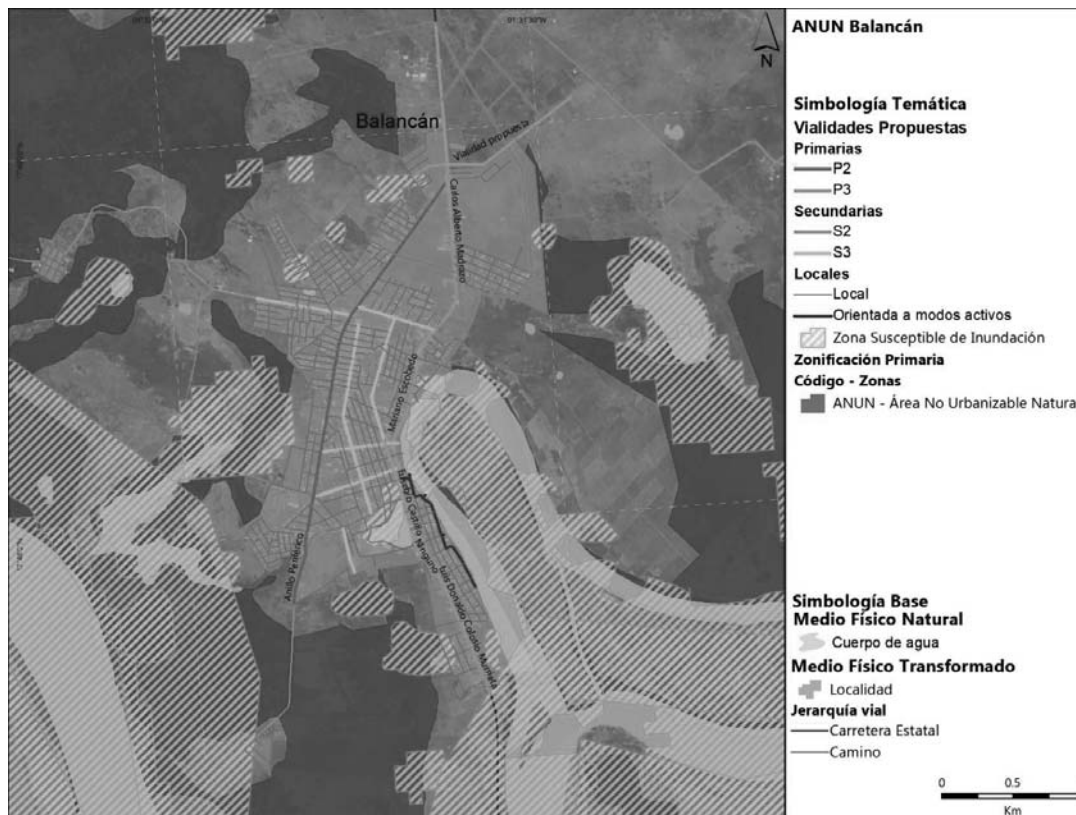 Balancán
Vialidad propuesta
Carlos Alberto Madrazo
Mariano Escobedo
Anillo Periférico
Eusebio Castillo
Ninguno
Luis Donaldo Colosio Murrieta
N
ANUN Balancán
Simbología Temática
Vialidades Propuestas
Primarias
P2
P3
Secundarias
S2
S3
Locales
Local
Orientada a modos activos
Zona Susceptible de Inundación
Zonificación Primaria
Código - Zonas
ANUN - Área No Urbanizable Natura
Simbología Base
Medio Físico Natural
Cuerpo de agua
Medio Físico Transformado
Localidad
Jerarquía vial
Carretera Estatal
Camino
0 0.5
Km